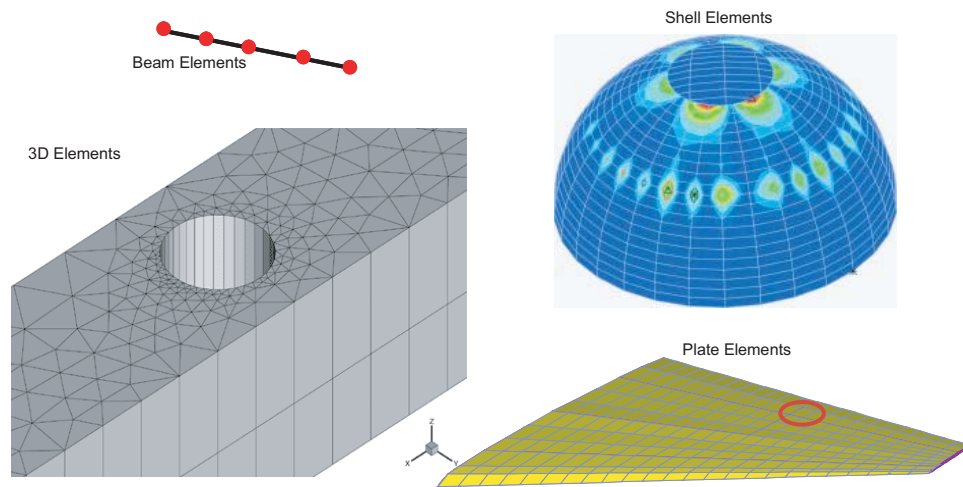 Shell Elements
Beam Elements
3D Elements
Plate Elements
Z
X
Y